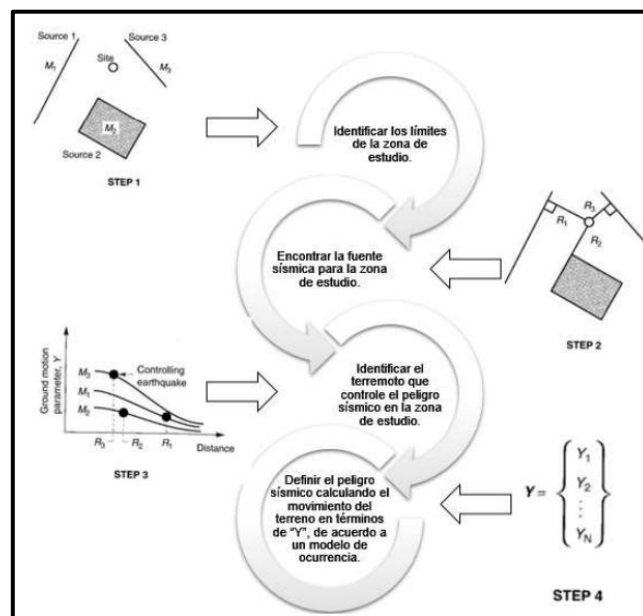 Source 1
Source 3
M1
Site
M3
M2
Source 2
STEP 1
Identificar los límites
de la zona de
estudio.
R1
R3
R2
STEP 2
Encontrar la fuente
sísmica para la zona
de estudio.
Ground motion
parameter, Y
M3
M1
M2
Controlling
earthquake
R3
R2
R1
Distance
STEP 3
Identificar el
terremoto que
controle el peligro
sísmico en la zona
de estudio.
Definir el peligro
sísmico calculando el
movimiento del
terreno en términos
de “Y”, de acuerdo a
un modelo de
ocurrencia.
Y = { Y1
Y2
⋮
YN }
STEP 4